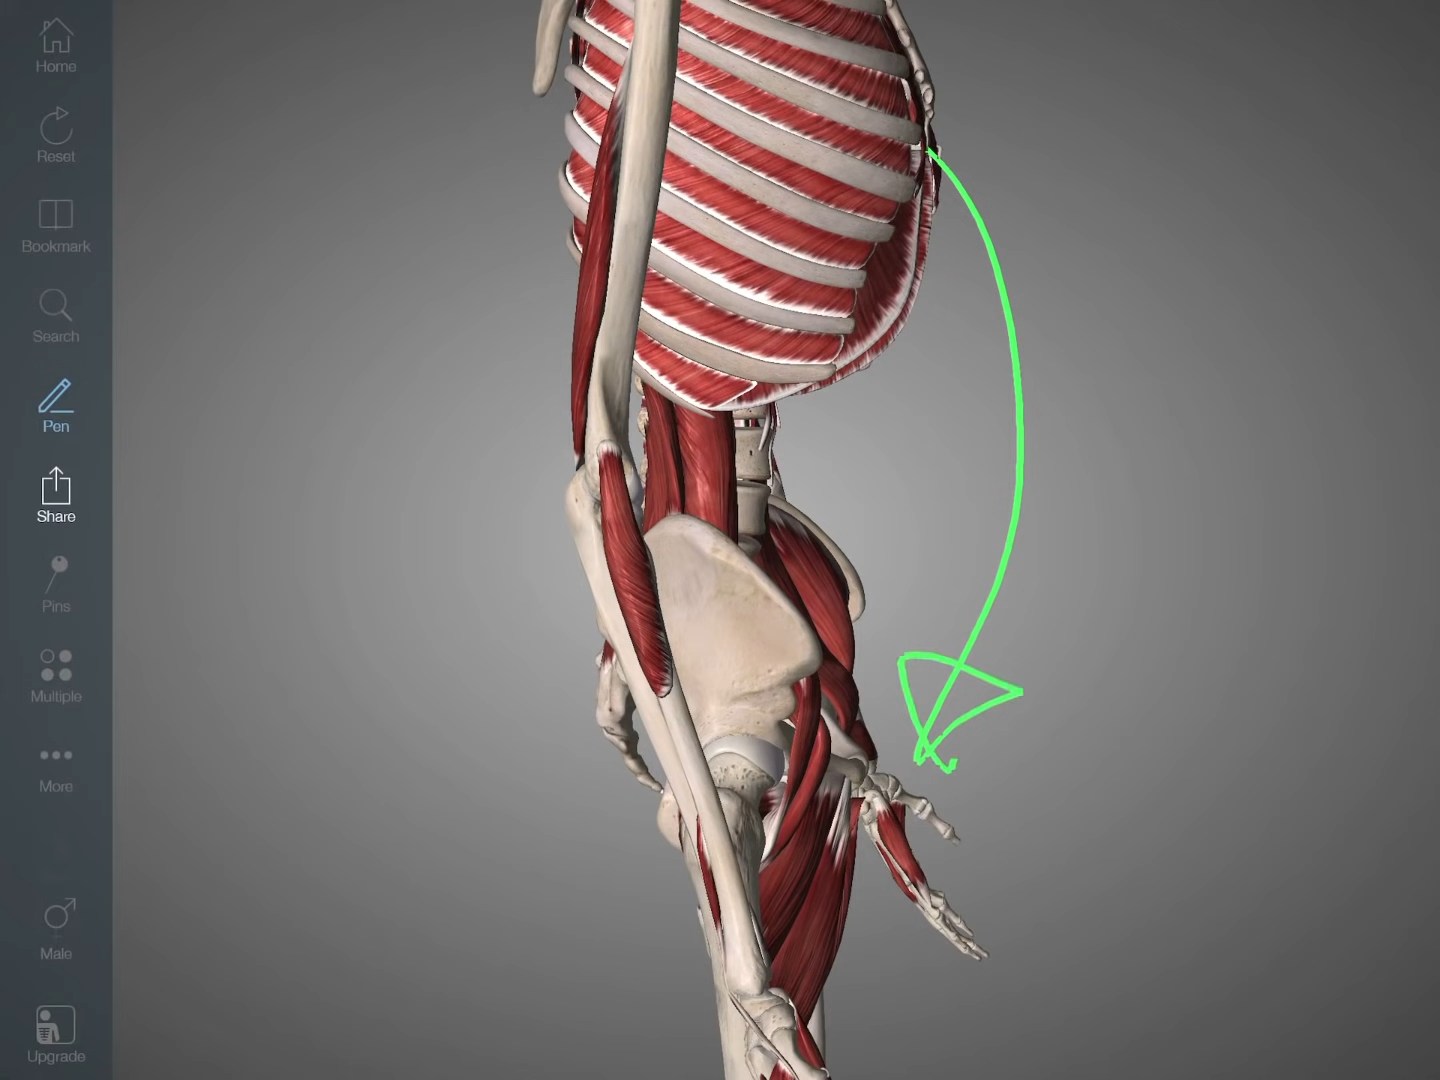 Home
Reset
Bookmark
Search
Pen
Share
Pins
Multiple
More
Male
Upgrade